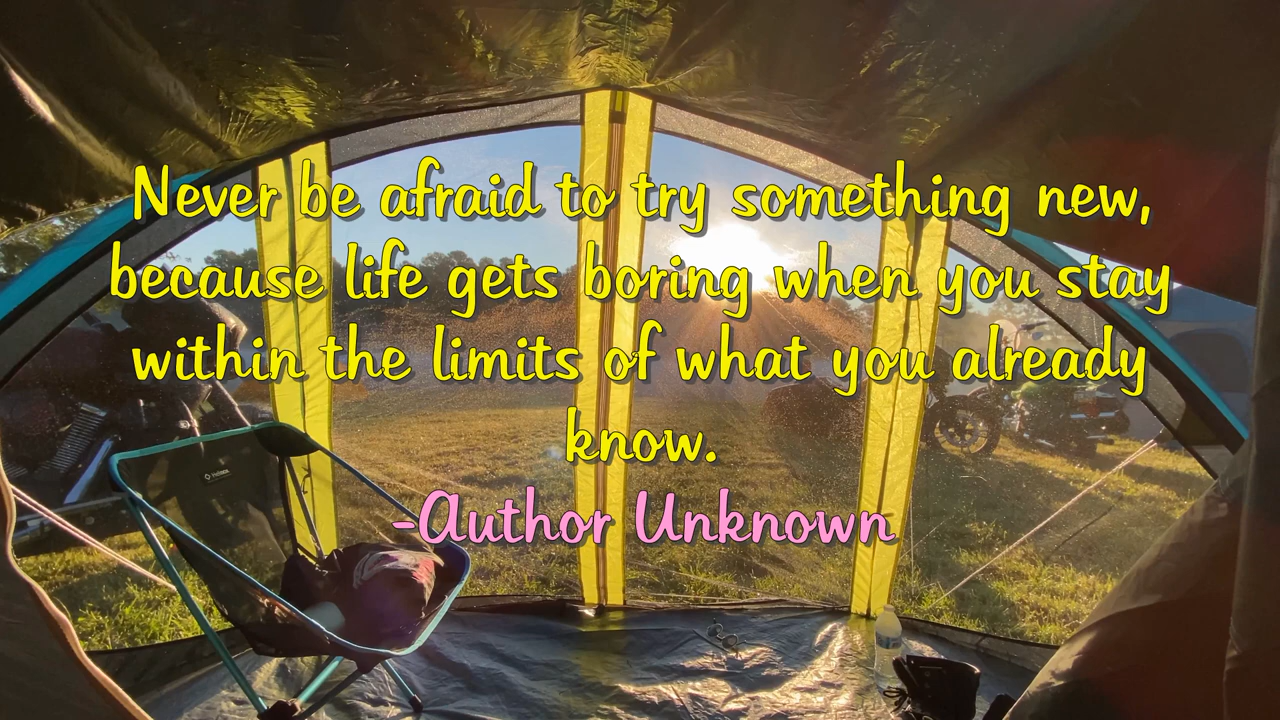 Never be afraid to try something new,
because life gets boring when you stay
within the limits of what you already
know.
-Author Unknown